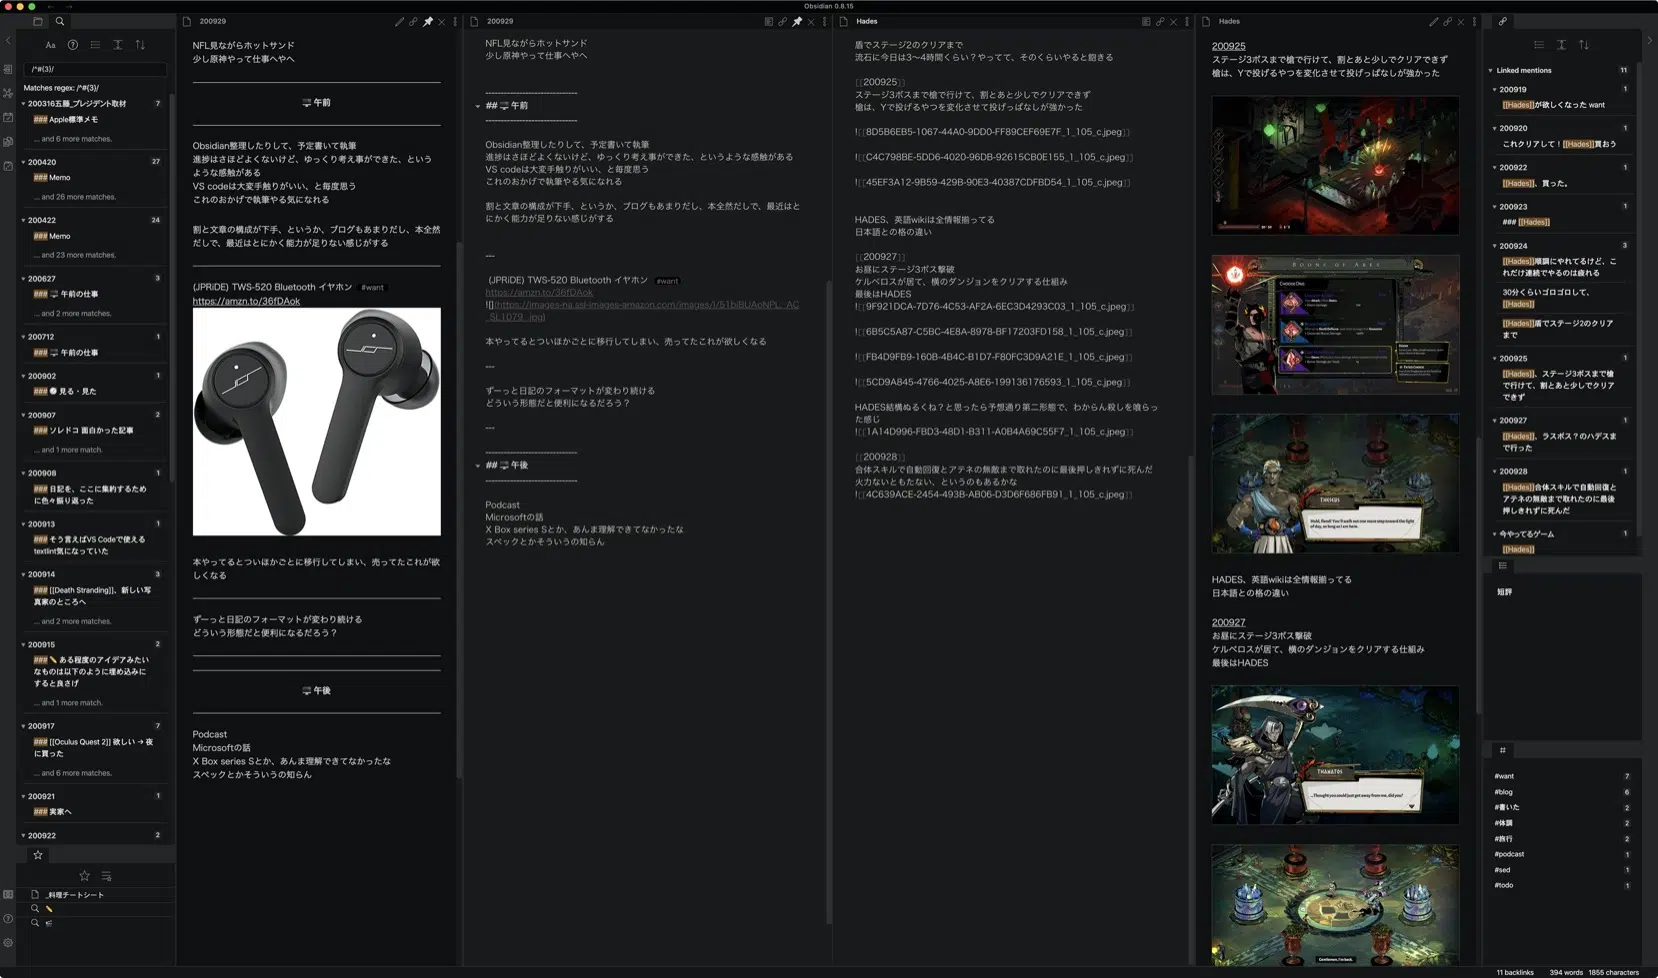 Obsidian 0.8.15
/^#{3}/
Matches regex: /^#{3}/
200316五藤_プレジデント取材 7
### Apple標準メモ
... and 6 more matches.
200420 27
### Memo
... and 26 more matches.
200422 24
### Memo
... and 23 more matches.
200627 3
### 午前の仕事
... and 2 more matches.
200712 1
### 午前の仕事
200902 1
### 見る・見た
200907 2
### ソレドコ 面白かった記事
... and 1 more match.
200908 1
### 日記を、ここに集約するため
に色々振り返った
200913 1
### そう言えばVS Codeで使える
textlint気になっていた
200914 3
### [[Death Stranding]]、新しい写
真家のところへ
... and 2 more matches.
200915 2
### ✏️ ある程度のアイデアみたい
なものは以下のように埋め込みに
すると良さげ
... and 1 more match.
200917 7
### [[Oculus Quest 2]] 欲しい → 夜
に買った
... and 6 more matches.
200921 1
### 実家へ
200922 2
_料理チートシート
200929
NFL見ながらホットサンド
少し原神やって仕事へやへ
午前
Obsidian整理したりして、予定書いて執筆
進捗はさほどよくないけど、ゆっくり考え事ができた、という
ような感触がある
VS codeは大変手触りがいい、と毎度思う
これのおかげで執筆やる気になれる
割と文章の構成が下手、というか、ブログもあまりだし、本全然
だしで、最近はとにかく能力が足りない感じがする
(JPRiDE) TWS-520 Bluetooth イヤホン #want
https://amzn.to/36fDAok
本やってるとついほかごとに移行してしまい、売ってたこれが欲
しくなる
ずーっと日記のフォーマットが変わり続ける
どういう形態だと便利になるだろう？
午後
Podcast
Microsoftの話
X Box series Sとか、あんま理解できてなかったな
スペックとかそういうの知らん
200929
NFL見ながらホットサンド
少し原神やって仕事へやへ
## 午前
Obsidian整理したりして、予定書いて執筆
進捗はさほどよくないけど、ゆっくり考え事ができた、というような感触がある
VS codeは大変手触りがいい、と毎度思う
これのおかげで執筆やる気になれる
割と文章の構成が下手、というか、ブログもあまりだし、本全然だしで、最近はと
にかく能力が足りない感じがする
---
(JPRiDE) TWS-520 Bluetooth イヤホン #want
https://amzn.to/36fDAok
本やってるとついほかごとに移行してしまい、売ってたこれが欲しくなる
---
ずーっと日記のフォーマットが変わり続ける
どういう形態だと便利になるだろう？
---
## 午後
Podcast
Microsoftの話
X Box series Sとか、あんま理解できてなかったな
スペックとかそういうの知らん
Hades
盾でステージ2のクリアまで
流石に今日は3〜4時間くらい？やってて、そのくらいやると飽きる
[[200925]]
ステージ3ボスまで槍で行けて、割とあと少しでクリアできず
槍は、Yで投げるやつを変化させて投げっぱなしが強かった
![[8D5B6EB5-1067-44A0-9DD0-FF89CEF69E7F_1_105_c.jpeg]]
![[C4C798BE-5DD6-4020-96DB-92615CB0E155_1_105_c.jpeg]]
![[45EF3A12-9B59-429B-90E3-40387CDFBD54_1_105_c.jpeg]]
HADES、英語wikiは全情報揃ってる
日本語との格の違い
[[200927]]
お昼にステージ3ボス撃破
ケルベロスが居て、横のダンジョンをクリアする仕組み
最後はHADES
![[9F921DCA-7D76-4C53-AF2A-6EC3D4293C03_1_105_c.jpeg]]
![[6B5C5A87-C5BC-4E8A-8978-BF17203FD158_1_105_c.jpeg]]
![[FB4D9FB9-160B-4B4C-B1D7-F80FC3D9A21E_1_105_c.jpeg]]
![[5CD9A845-4766-4025-A8E6-199136176593_1_105_c.jpeg]]
HADES結構ぬるくね？と思ったら予想通り第二形態で、わからん殺しを喰らっ
た感じ
![[1A14D996-FBD3-48D1-B311-A0B4A69C55F7_1_105_c.jpeg]]
[[200928]]
合体スキルで自動回復とアテネの無敵まで取れたのに最後押しきれずに死んだ
火力ないともたない、というのもあるかな
![[4C639ACE-2454-493B-AB06-D3D6F686FB91_1_105_c.jpeg]]
Hades
200925
ステージ3ボスまで槍で行けて、割とあと少しでクリアできず
槍は、Yで投げるやつを変化させて投げっぱなしが強かった
BOONS OF ARES
THESEUS
HADES、英語wikiは全情報揃ってる
日本語との格の違い
200927
お昼にステージ3ボス撃破
ケルベロスが居て、横のダンジョンをクリアする仕組み
最後はHADES
THANATOS
...Thought you could just get away from me, did you?
Gentlemen, I'm back.
Linked mentions 11
200919 1
[[Hades]]が欲しくなった want
200920 1
これクリアして！[[Hades]]買おう
200922 1
[[Hades]]、買った。
200923 1
### [[Hades]]
200924 3
[[Hades]]順調にやれてるけど、こ
れだけ連続でやるのは疲れる
30分くらいゴロゴロして、
[[Hades]]
[[Hades]]盾でステージ2のクリア
まで
200925 1
[[Hades]]、ステージ3ボスまで槍
で行けて、割とあと少しでクリア
できず
200927 1
[[Hades]]、ラスボス？のハデスま
で行った
200928 1
[[Hades]]合体スキルで自動回復と
アテネの無敵まで取れたのに最後
押しきれずに死んだ
今やってるゲーム 1
[[Hades]]
短評
#want 7
#blog 6
#書いた 2
#体調 2
#旅行 2
#podcast 1
#sed 1
#todo 1
11 backlinks 394 words 1855 characters